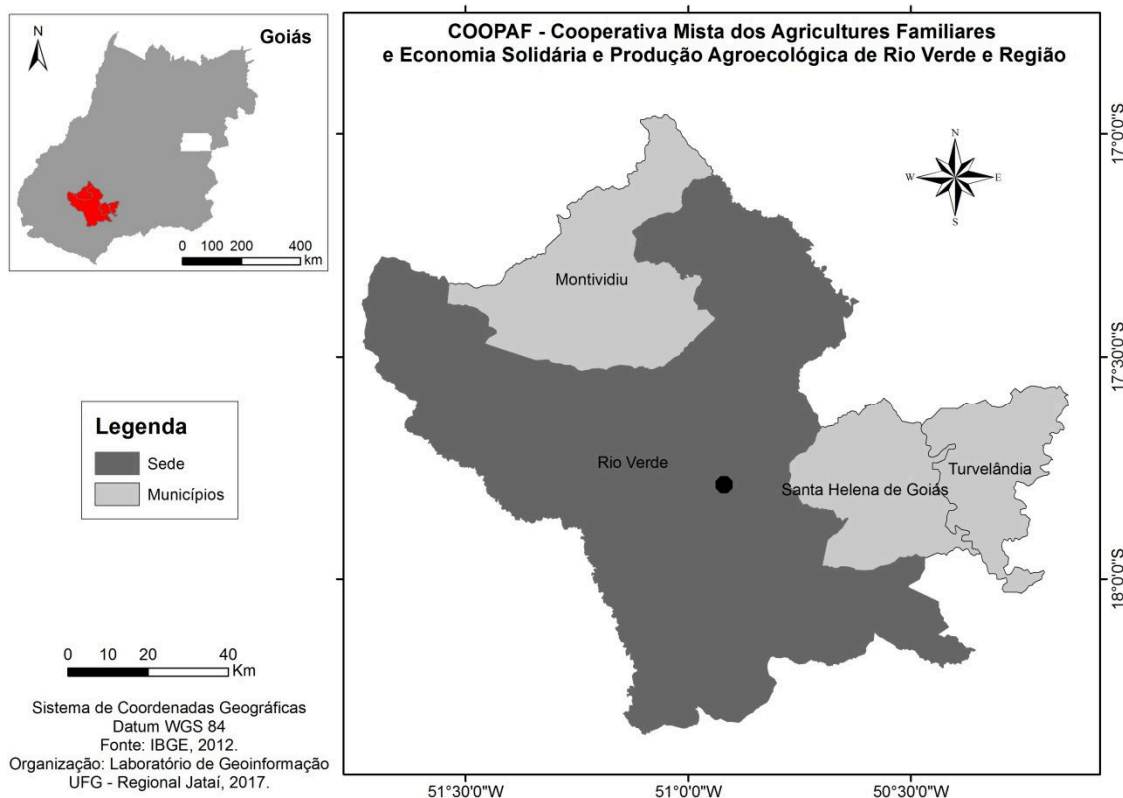 Goiás
N
0 100 200 400
km
COOPAF - Cooperativa Mista dos Agricultures Familiares
e Economia Solidária e Produção Agroecológica de Rio Verde e Região
N
W E
S
Montividiu
Rio Verde
Santa Helena de Goiás
Turvelândia
17°0'0"S
17°30'0"S
18°0'0"S
51°30'0"W 51°0'0"W 50°30'0"W
Legenda
Sede
Municípios
0 10 20 40
Km
Sistema de Coordenadas Geográficas
Datum WGS 84
Fonte: IBGE, 2012.
Organização: Laboratório de Geoinformação
UFG - Regional Jataí, 2017.